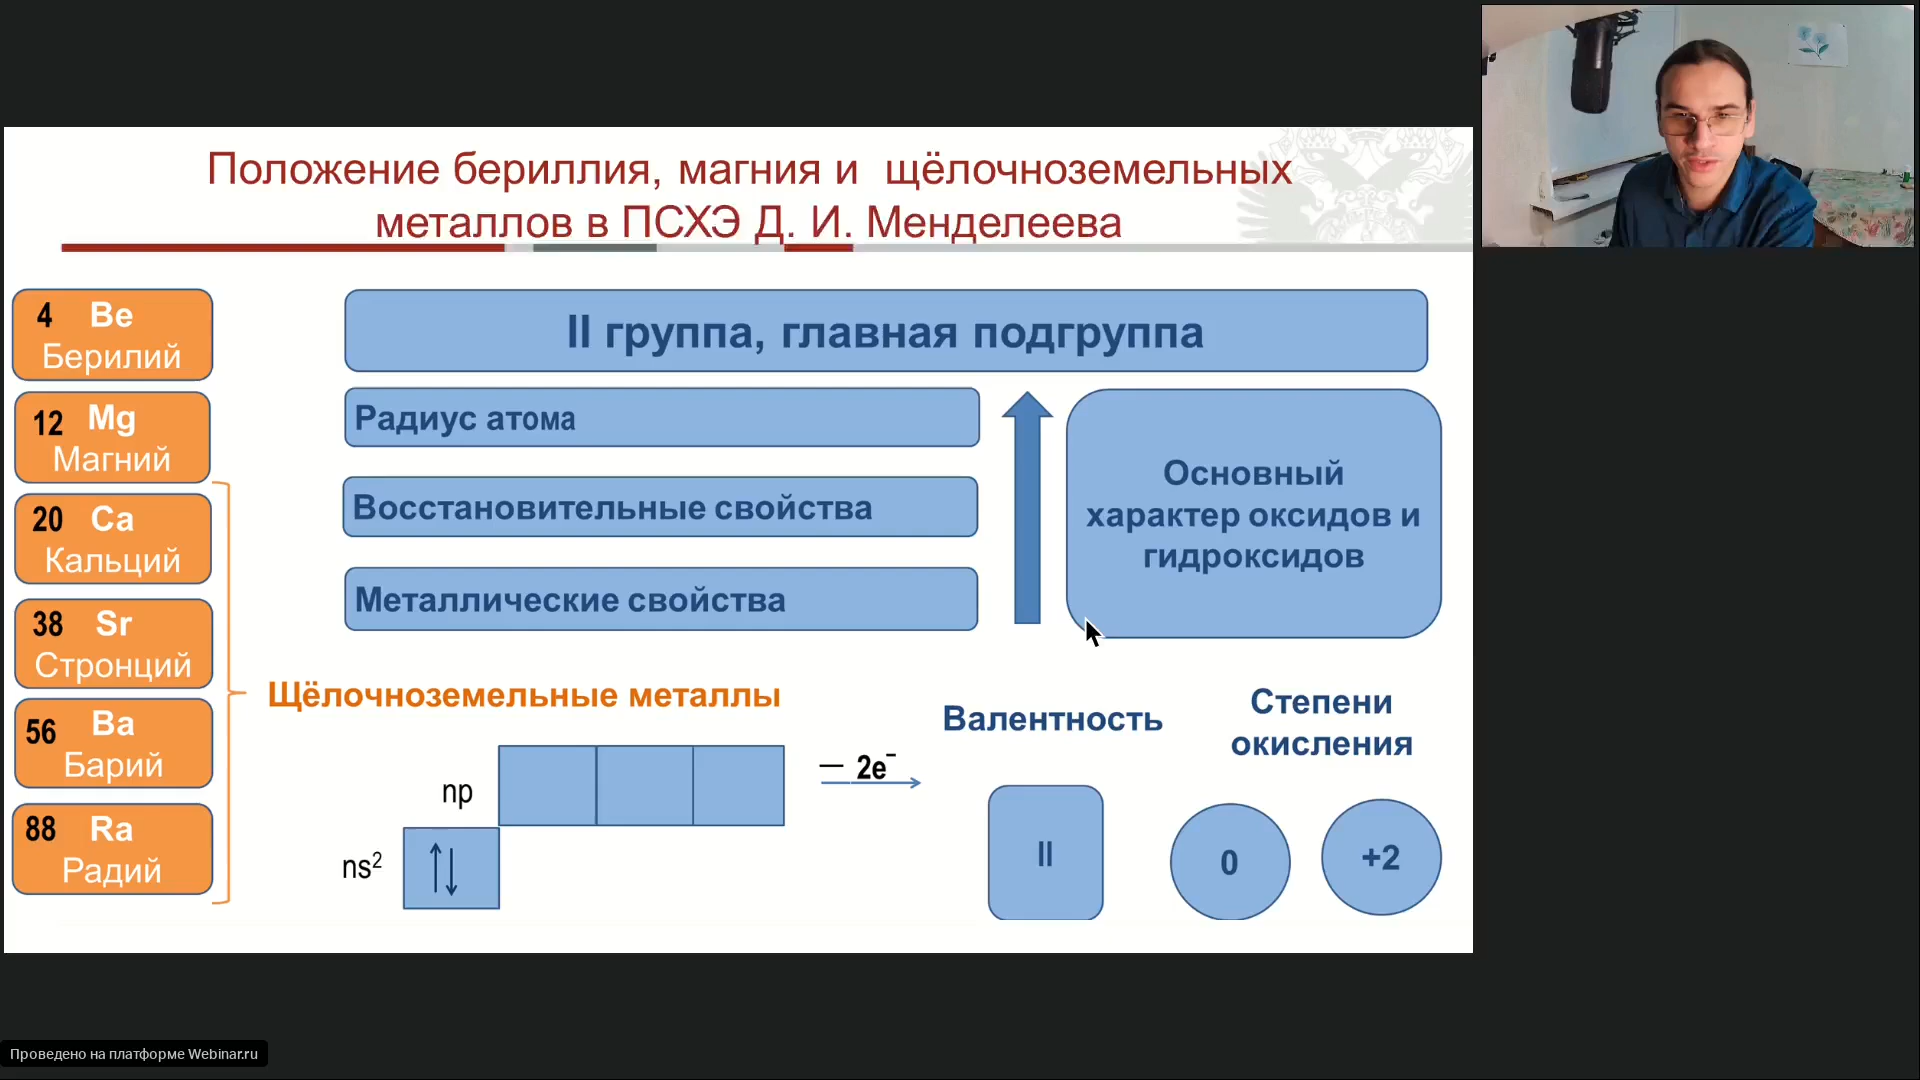 Положение бериллия, магния и щёлочноземельных
металлов в ПСХЭ Д. И. Менделеева
4 Be
Берилий
12 Mg
Магний
20 Ca
Кальций
38 Sr
Стронций
56 Ba
Барий
88 Ra
Радий
II группа, главная подгруппа
Радиус атома
Восстановительные свойства
Металлические свойства
Основный
характер оксидов и
гидроксидов
Щёлочноземельные металлы
np
ns²
— 2e⁻
Валентность
II
Степени
окисления
0
+2
Проведено на платформе Webinar.ru